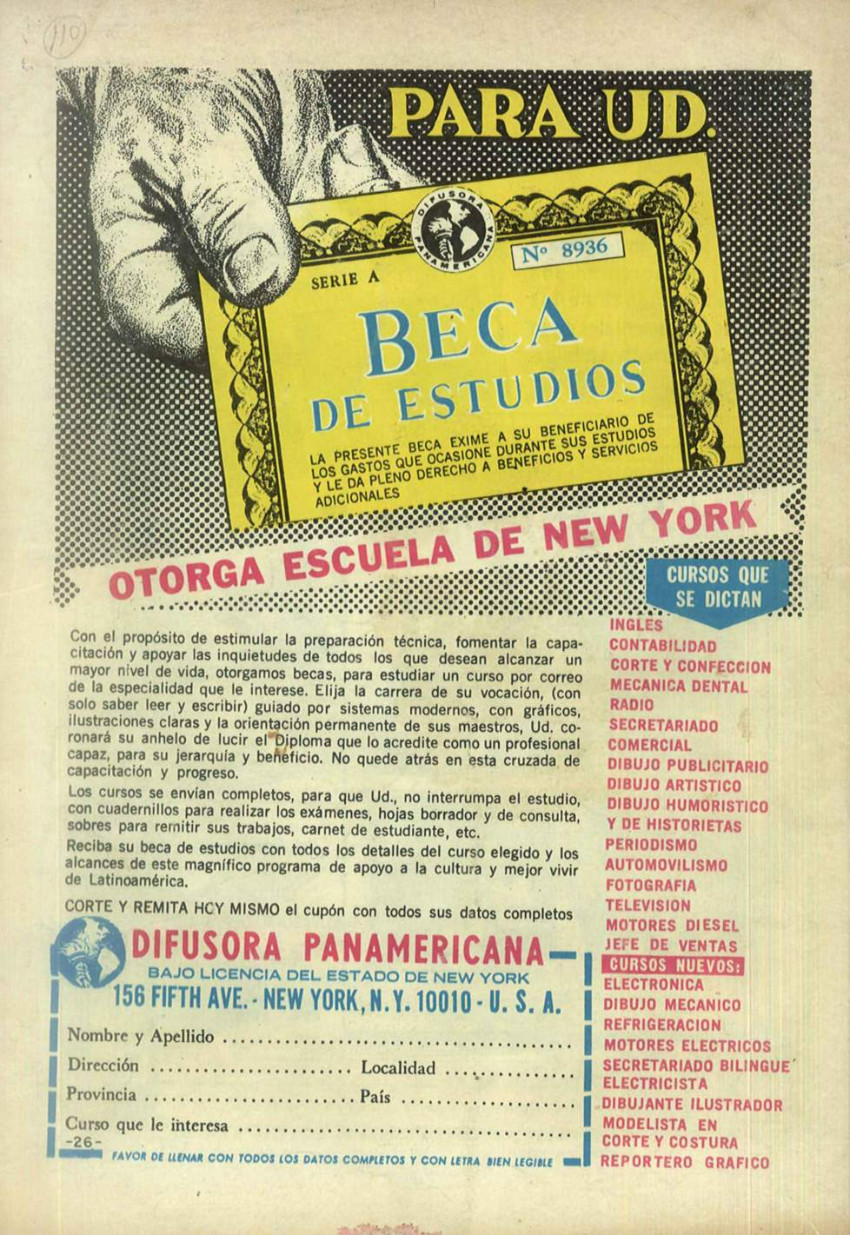 110
PARA UD.
DIFUSORA PANAMERICANA
Nº 8936
SERIE A
BECA
DE ESTUDIOS
LA PRESENTE BECA EXIME A SU BENEFICIARIO DE
LOS GASTOS QUE OCASIONE DURANTE SUS ESTUDIOS
Y LE DA PLENO DERECHO A BENEFICIOS Y SERVICIOS
ADICIONALES
OTORGA ESCUELA DE NEW YORK
Con el propósito de estimular la preparación técnica, fomentar la capa-
citación y apoyar las inquietudes de todos los que desean alcanzar un
mayor nivel de vida, otorgamos becas, para estudiar un curso por correo
de la especialidad que le interese. Elija la carrera de su vocación, (con
solo saber leer y escribir) guiado por sistemas modernos, con gráficos,
ilustraciones claras y la orientación permanente de sus maestros, Ud. co-
ronará su anhelo de lucir el Diploma que lo acredite como un profesional
capaz, para su jerarquía y beneficio. No quede atrás en esta cruzada de
capacitación y progreso.
Los cursos se envían completos, para que Ud., no interrumpa el estudio,
con cuadernillos para realizar los exámenes, hojas borrador y de consulta,
sobres para remitir sus trabajos, carnet de estudiante, etc.
Reciba su beca de estudios con todos los detalles del curso elegido y los
alcances de este magnífico programa de apoyo a la cultura y mejor vivir
de Latinoamérica.
CORTE Y REMITA HCY MISMO el cupón con todos sus datos completos
DIFUSORA PANAMERICANA
BAJO LICENCIA DEL ESTADO DE NEW YORK
156 FIFTH AVE. - NEW YORK, N. Y. 10010 - U. S. A.
Nombre y Apellido
Dirección Localidad
Provincia País
Curso que le interesa
-26-
FAVOR DE LLENAR CON TODOS LOS DATOS COMPLETOS Y CON LETRA BIEN LEGIBLE
CURSOS QUE
SE DICTAN
INGLES
CONTABILIDAD
CORTE Y CONFECCION
MECANICA DENTAL
RADIO
SECRETARIADO
COMERCIAL
DIBUJO PUBLICITARIO
DIBUJO ARTISTICO
DIBUJO HUMORISTICO
Y DE HISTORIETAS
PERIODISMO
AUTOMOVILISMO
FOTOGRAFIA
TELEVISION
MOTORES DIESEL
JEFE DE VENTAS
CURSOS NUEVOS:
ELECTRONICA
DIBUJO MECANICO
REFRIGERACION
MOTORES ELECTRICOS
SECRETARIADO BILINGUE
ELECTRICISTA
DIBUJANTE ILUSTRADOR
MODELISTA EN
CORTE Y COSTURA
REPORTERO GRAFICO